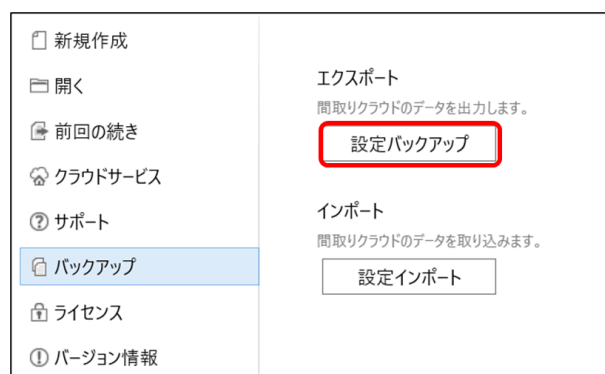 新規作成
開く
前回の続き
クラウドサービス
サポート
バックアップ
ライセンス
バージョン情報
エクスポート
間取りクラウドのデータを出力します。
設定バックアップ
インポート
間取りクラウドのデータを取り込みます。
設定インポート